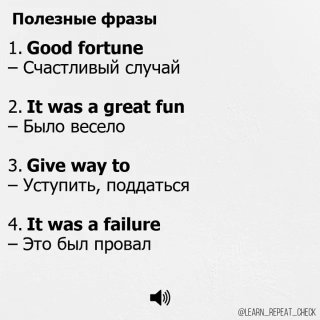 Полезные фразы
1. Good fortune
– Счастливый случай
2. It was a great fun
– Было весело
3. Give way to
– Уступить, поддаться
4. It was a failure
– Это был провал
@LEARN_REPEAT_CHECK